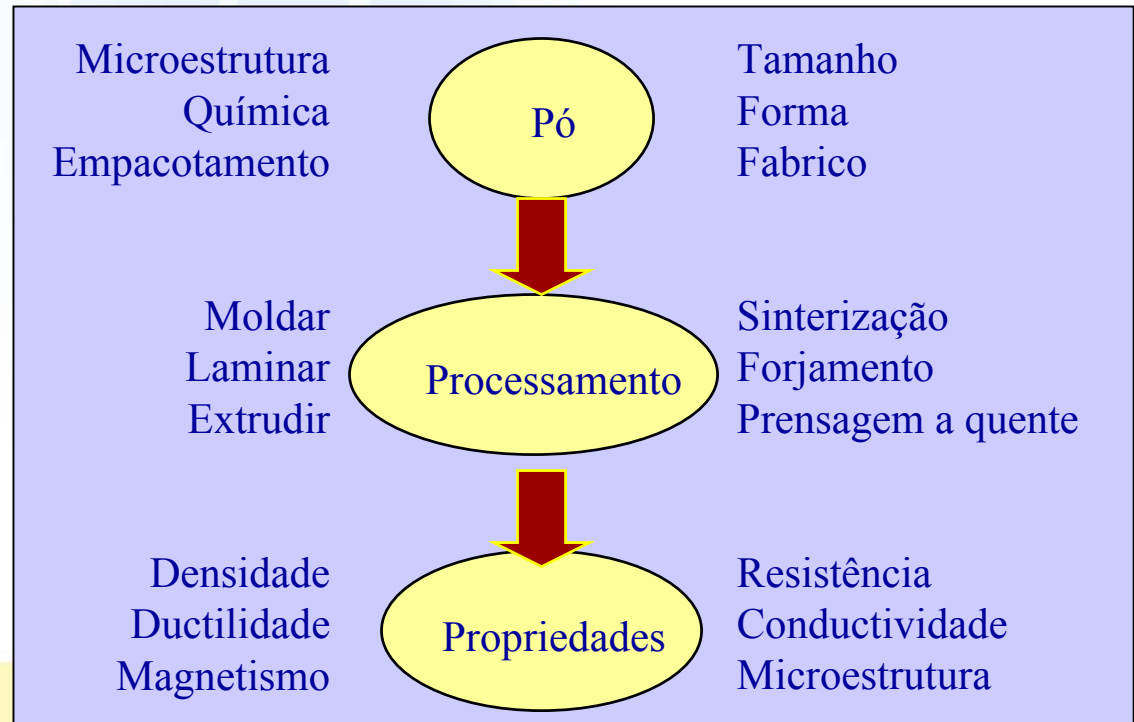 Microestrutura
Química
Empacotamento
Pó
Tamanho
Forma
Fabrico
Moldar
Laminar
Extrudir
Processamento
Sinterização
Forjamento
Prensagem a quente
Densidade
Ductilidade
Magnetismo
Propriedades
Resistência
Conductividade
Microestrutura